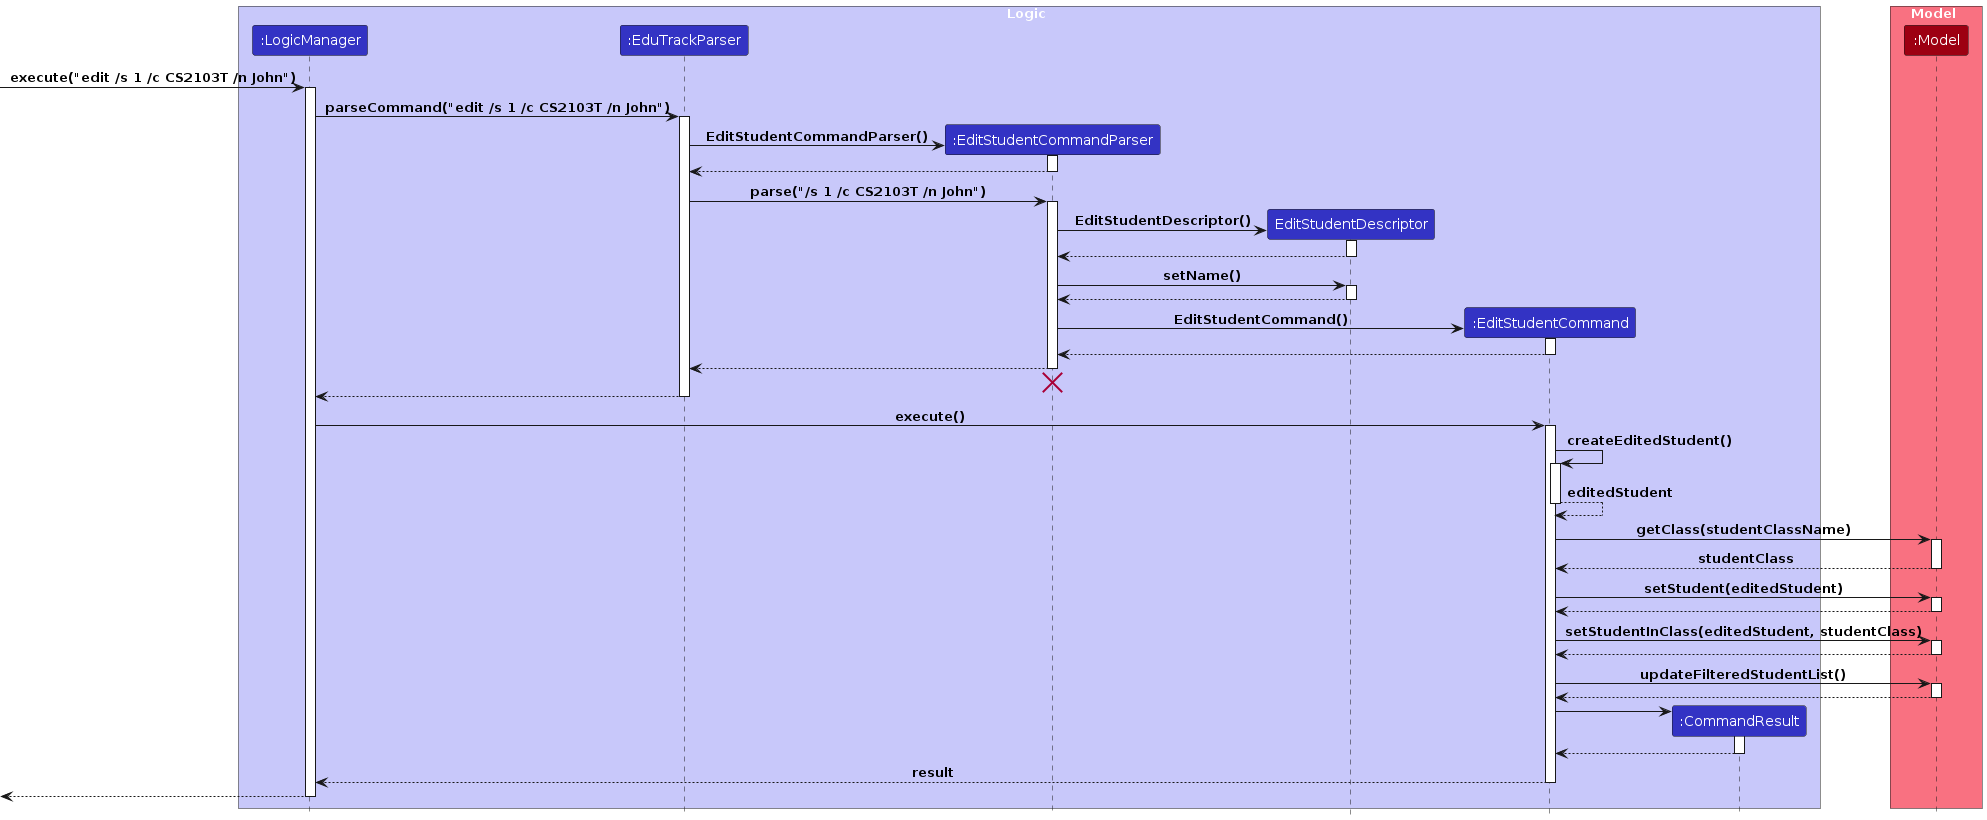 Logic
Model
:LogicManager
:EduTrackParser
:Model
execute("edit /s 1 /c CS2103T /n John")
parseCommand("edit /s 1 /c CS2103T /n John")
EditStudentCommandParser()
:EditStudentCommandParser
parse("/s 1 /c CS2103T /n John")
EditStudentDescriptor()
EditStudentDescriptor
setName()
EditStudentCommand()
:EditStudentCommand
execute()
createEditedStudent()
editedStudent
getClass(studentClassName)
studentClass
setStudent(editedStudent)
setStudentInClass(editedStudent, studentClass)
updateFilteredStudentList()
:CommandResult
result